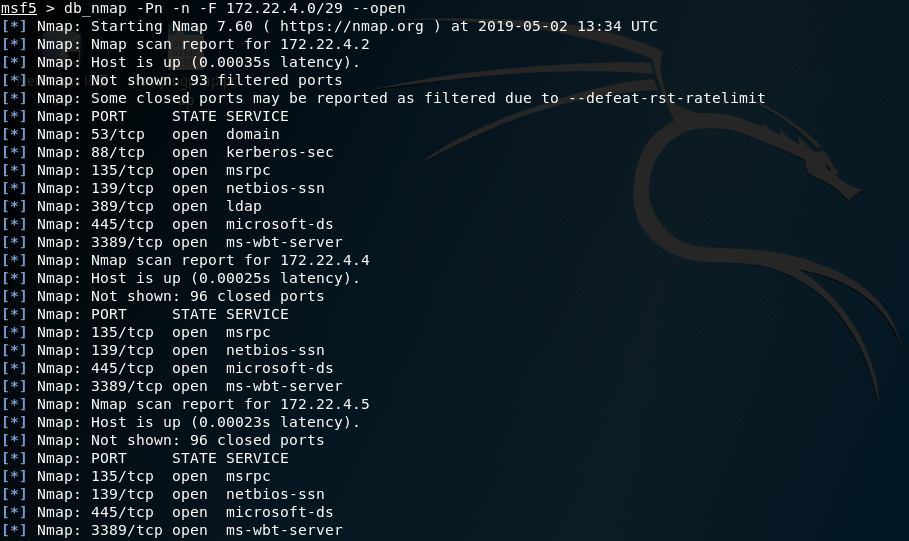 msf5 > db_nmap -Pn -n -F 172.22.4.0/29 --open
[*] Nmap: Starting Nmap 7.60 ( https://nmap.org ) at 2019-05-02 13:34 UTC
[*] Nmap: Nmap scan report for 172.22.4.2
[*] Nmap: Host is up (0.00035s latency).
[*] Nmap: Not shown: 93 filtered ports
[*] Nmap: Some closed ports may be reported as filtered due to --defeat-rst-ratelimit
[*] Nmap: PORT     STATE SERVICE
[*] Nmap: 53/tcp   open  domain
[*] Nmap: 88/tcp   open  kerberos-sec
[*] Nmap: 135/tcp  open  msrpc
[*] Nmap: 139/tcp  open  netbios-ssn
[*] Nmap: 389/tcp  open  ldap
[*] Nmap: 445/tcp  open  microsoft-ds
[*] Nmap: 3389/tcp open  ms-wbt-server
[*] Nmap: Nmap scan report for 172.22.4.4
[*] Nmap: Host is up (0.00025s latency).
[*] Nmap: Not shown: 96 closed ports
[*] Nmap: PORT     STATE SERVICE
[*] Nmap: 135/tcp  open  msrpc
[*] Nmap: 139/tcp  open  netbios-ssn
[*] Nmap: 445/tcp  open  microsoft-ds
[*] Nmap: 3389/tcp open  ms-wbt-server
[*] Nmap: Nmap scan report for 172.22.4.5
[*] Nmap: Host is up (0.00023s latency).
[*] Nmap: Not shown: 96 closed ports
[*] Nmap: PORT     STATE SERVICE
[*] Nmap: 135/tcp  open  msrpc
[*] Nmap: 139/tcp  open  netbios-ssn
[*] Nmap: 445/tcp  open  microsoft-ds
[*] Nmap: 3389/tcp open  ms-wbt-server